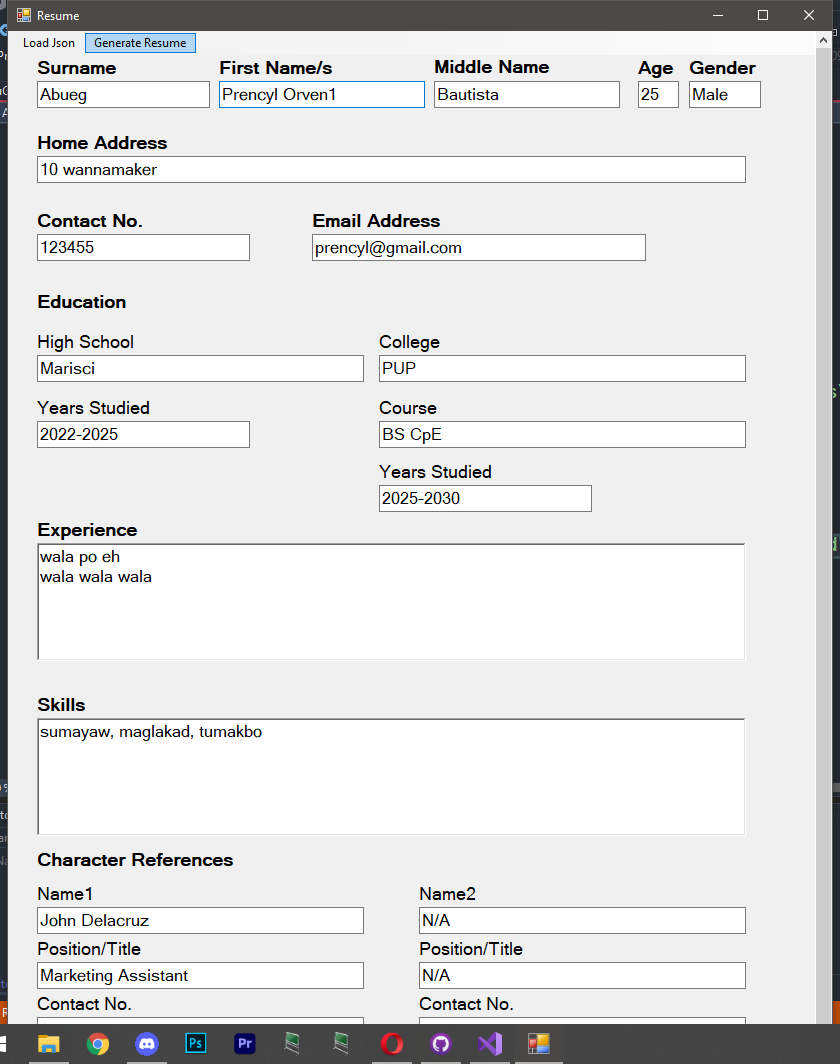 Resume
Load Json Generate Resume
Surname First Name/s Middle Name Age Gender
Abueg Prencyl Orven1 Bautista 25 Male
Home Address
10 wannamaker
Contact No. Email Address
123455 prencyl@gmail.com
Education
High School College
Marisci PUP
Years Studied Course
2022-2025 BS CpE
Years Studied
2025-2030
Experience
wala po eh
wala wala wala
Skills
sumayaw, maglakad, tumakbo
Character References
Name1 Name2
John Delacruz N/A
Position/Title Position/Title
Marketing Assistant N/A
Contact No. Contact No.
Ps Pr